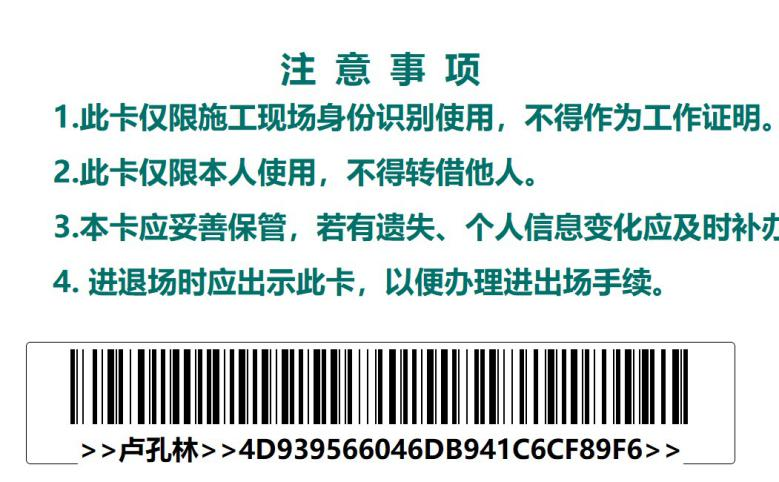 注意事项
1.此卡仅限施工现场身份识别使用，不得作为工作证明。
2.此卡仅限本人使用，不得转借他人。
3.本卡应妥善保管，若有遗失、个人信息变化应及时补办
4. 进退场时应出示此卡，以便办理进出场手续。
>>卢孔林>>4D939566046DB941C6CF89F6>>